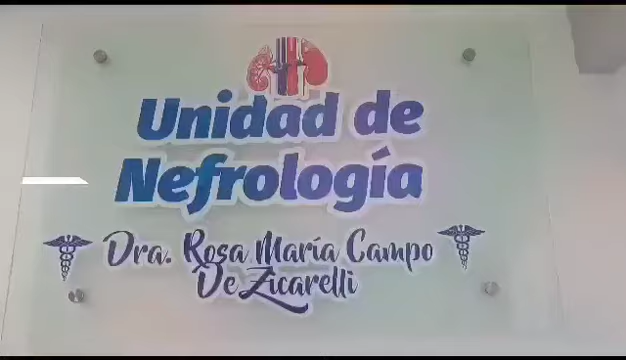 Unidad de
Nefrología
Dra. Rosa María Campo
De Zicarelli